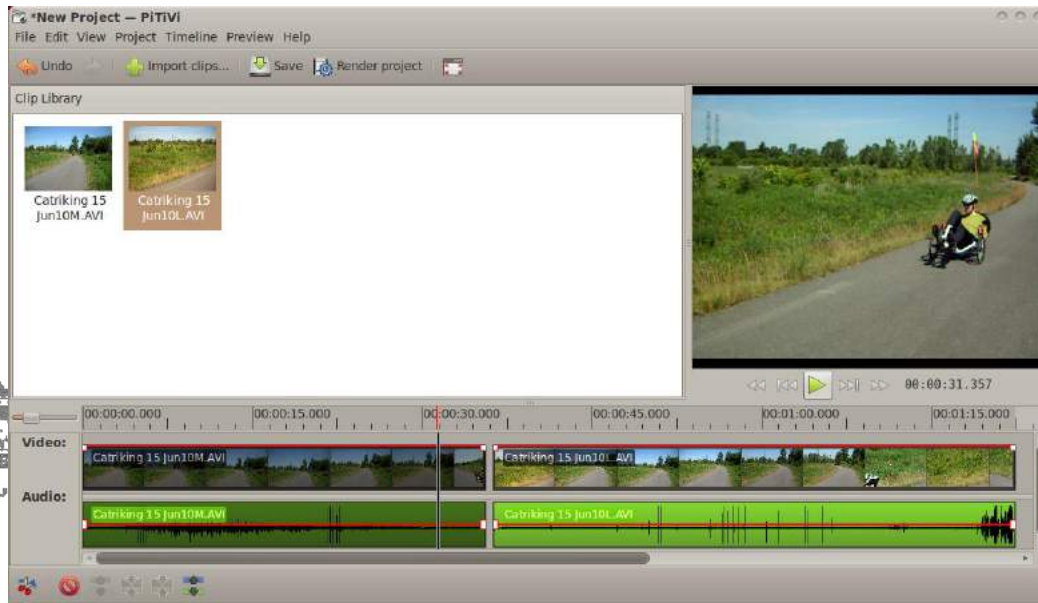 *New Project — PiTiVi
File Edit View Project Timeline Preview Help
Undo Import clips... Save Render project
Clip Library
Catriking 15
Jun10M.AVI
Catriking 15
Jun10L.AVI
00:00:31.357
00:00:00.000 00:00:15.000 00:00:30.000 00:00:45.000 00:01:00.000 00:01:15.000
Video:
Catriking 15 Jun10M.AVI Catriking 15 Jun10L.AVI
Audio:
Catriking 15 Jun10M.AVI Catriking 15 Jun10L.AVI